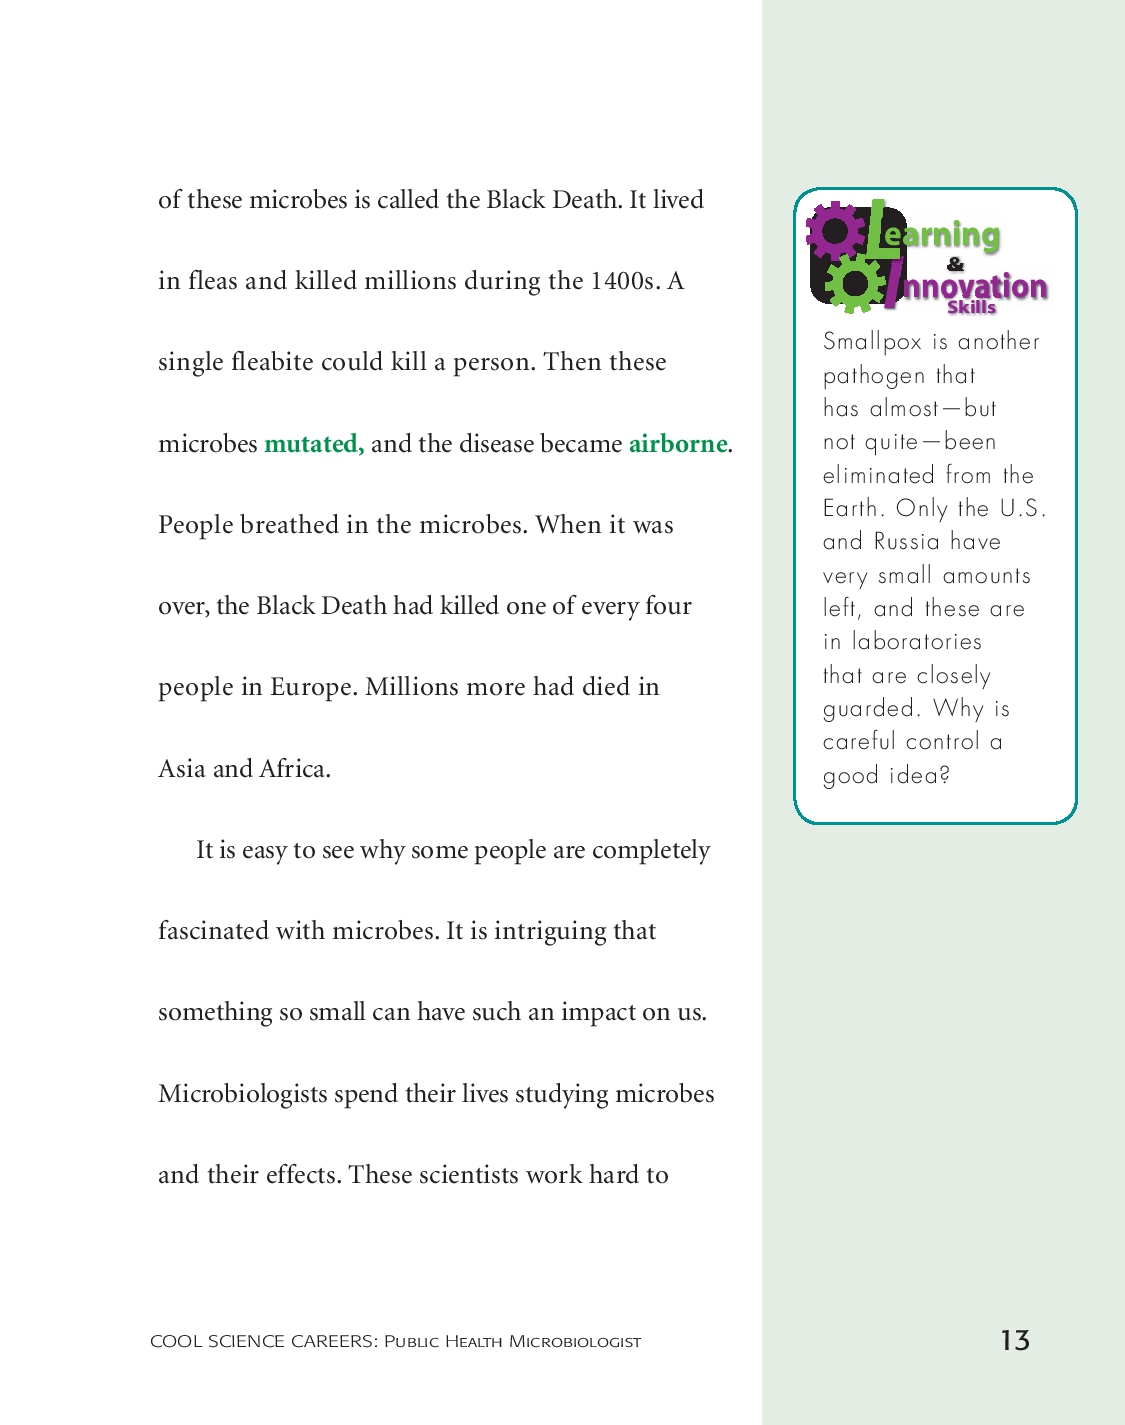 of these microbes is called the Black Death. It lived
in fleas and killed millions during the 1400s. A
single fleabite could kill a person. Then these
microbes mutated, and the disease became airborne.
People breathed in the microbes. When it was
over, the Black Death had killed one of every four
people in Europe. Millions more had died in
Asia and Africa.
It is easy to see why some people are completely
fascinated with microbes. It is intriguing that
something so small can have such an impact on us.
Microbiologists spend their lives studying microbes
and their effects. These scientists work hard to
Learning
&
Innovation
Skills
Smallpox is another
pathogen that
has almost—but
not quite—been
eliminated from the
Earth. Only the U.S.
and Russia have
very small amounts
left, and these are
in laboratories
that are closely
guarded. Why is
careful control a
good idea?
COOL SCIENCE CAREERS: Public Health Microbiologist
13